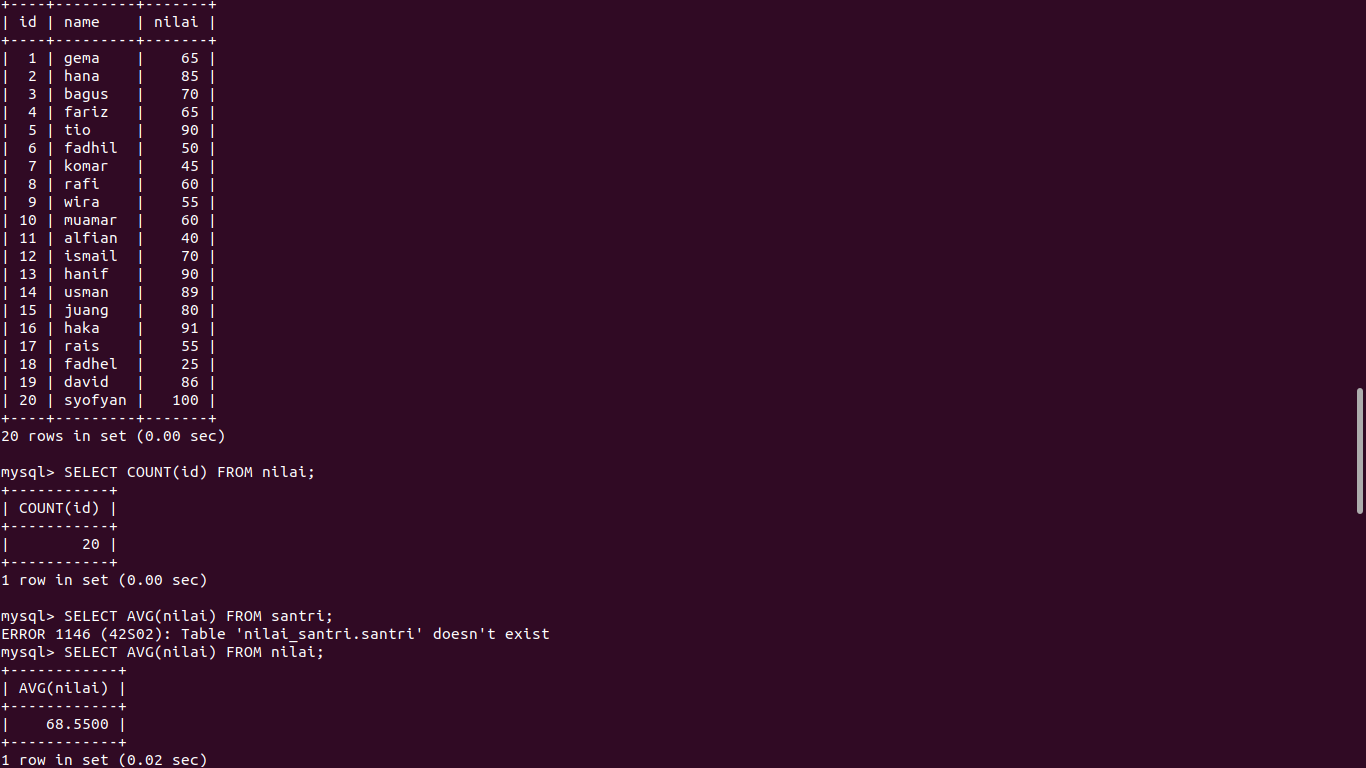 +----+---------+-------+
| id | name    | nilai |
+----+---------+-------+
|  1 | gema    |    65 |
|  2 | hana    |    85 |
|  3 | bagus   |    70 |
|  4 | fariz   |    65 |
|  5 | tio     |    90 |
|  6 | fadhil  |    50 |
|  7 | komar   |    45 |
|  8 | rafi    |    60 |
|  9 | wira    |    55 |
| 10 | muamar  |    60 |
| 11 | alfian  |    40 |
| 12 | ismail  |    70 |
| 13 | hanif   |    90 |
| 14 | usman   |    89 |
| 15 | juang   |    80 |
| 16 | haka    |    91 |
| 17 | rais    |    55 |
| 18 | fadhel  |    25 |
| 19 | david   |    86 |
| 20 | syofyan |   100 |
+----+---------+-------+
20 rows in set (0.00 sec)

mysql> SELECT COUNT(id) FROM nilai;
+-----------+
| COUNT(id) |
+-----------+
|        20 |
+-----------+
1 row in set (0.00 sec)

mysql> SELECT AVG(nilai) FROM santri;
ERROR 1146 (42S02): Table 'nilai_santri.santri' doesn't exist
mysql> SELECT AVG(nilai) FROM nilai;
+------------+
| AVG(nilai) |
+------------+
|    68.5500 |
+------------+
1 row in set (0.02 sec)